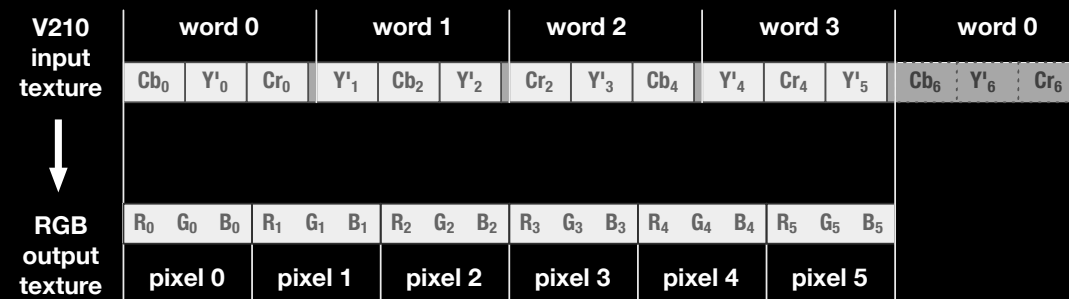 V210 input texture
word 0 word 1 word 2 word 3 word 0
Cb₀ Y'₀ Cr₀ Y'₁ Cb₂ Y'₂ Cr₂ Y'₃ Cb₄ Y'₄ Cr₄ Y'₅ Cb₆ Y'₆ Cr₆
RGB output texture
R₀ G₀ B₀ R₁ G₁ B₁ R₂ G₂ B₂ R₃ G₃ B₃ R₄ G₄ B₄ R₅ G₅ B₅
pixel 0 pixel 1 pixel 2 pixel 3 pixel 4 pixel 5